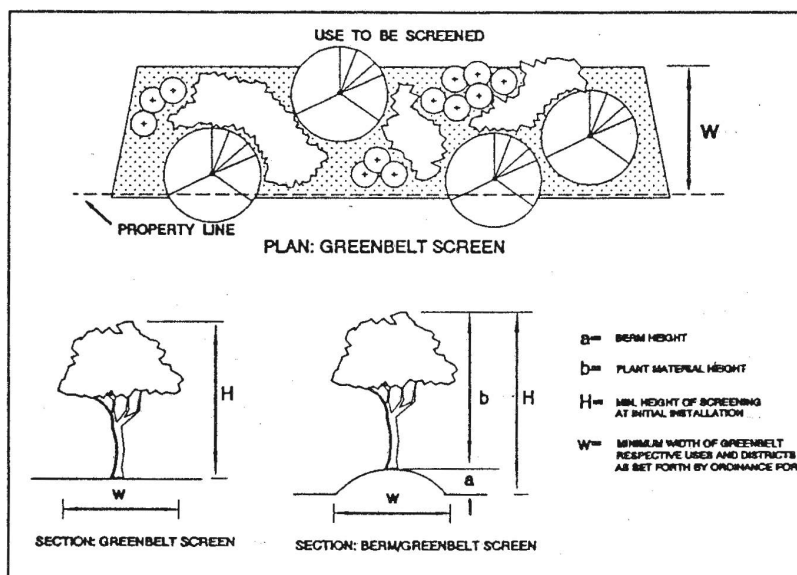 USE TO BE SCREENED
W
PROPERTY LINE
PLAN: GREENBELT SCREEN
H
W
SECTION: GREENBELT SCREEN
b
H
a
W
SECTION: BERM/GREENBELT SCREEN
a= BERM HEIGHT
b= PLANT MATERIAL HEIGHT
H= MIN. HEIGHT OF SCREENING
AT INITIAL INSTALLATION
W= MINIMUM WIDTH OF GREENBELT
RESPECTIVE USES AND DISTRICTS
AS SET FORTH BY ORDINANCE FOR